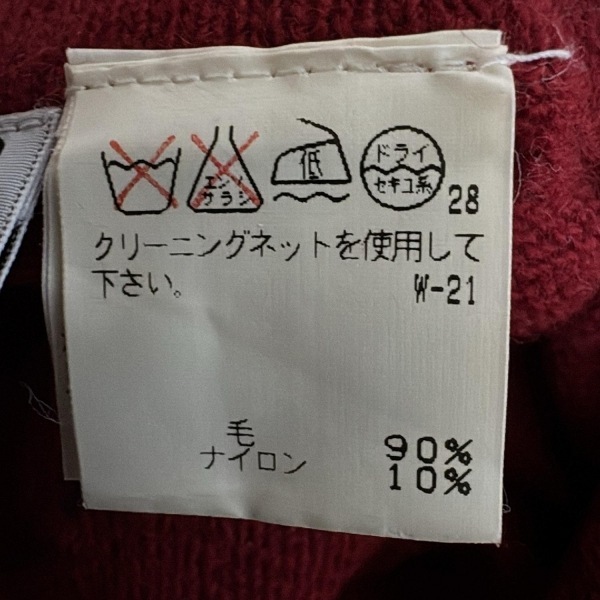 エンソ
サラシ
低
ドライ
セキユ系
28
クリーニングネットを使用して
下さい。
W-21
毛 90%
ナイロン 10%